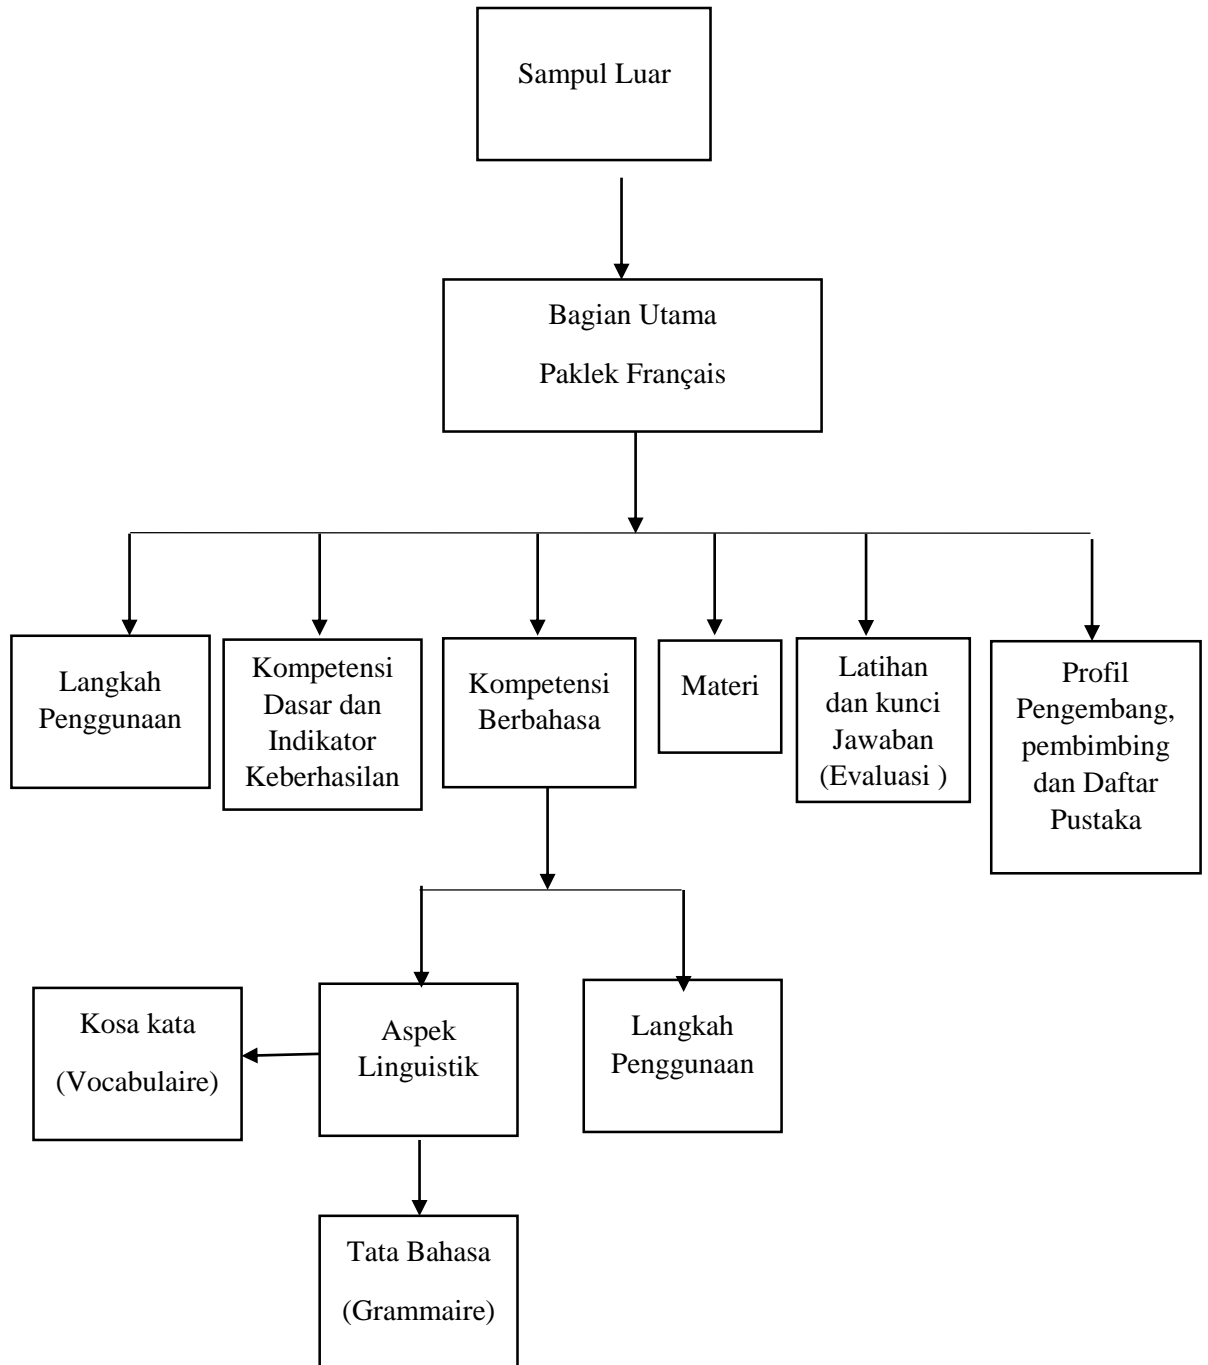 Sampul Luar
Bagian Utama
Paklek Français
Langkah
Penggunaan
Kompetensi
Dasar dan
Indikator
Keberhasilan
Kompetensi
Berbahasa
Materi
Latihan
dan kunci
Jawaban
(Evaluasi )
Profil
Pengembang,
pembimbing
dan Daftar
Pustaka
Kosa kata
(Vocabulaire)
Aspek
Linguistik
Langkah
Penggunaan
Tata Bahasa
(Grammaire)